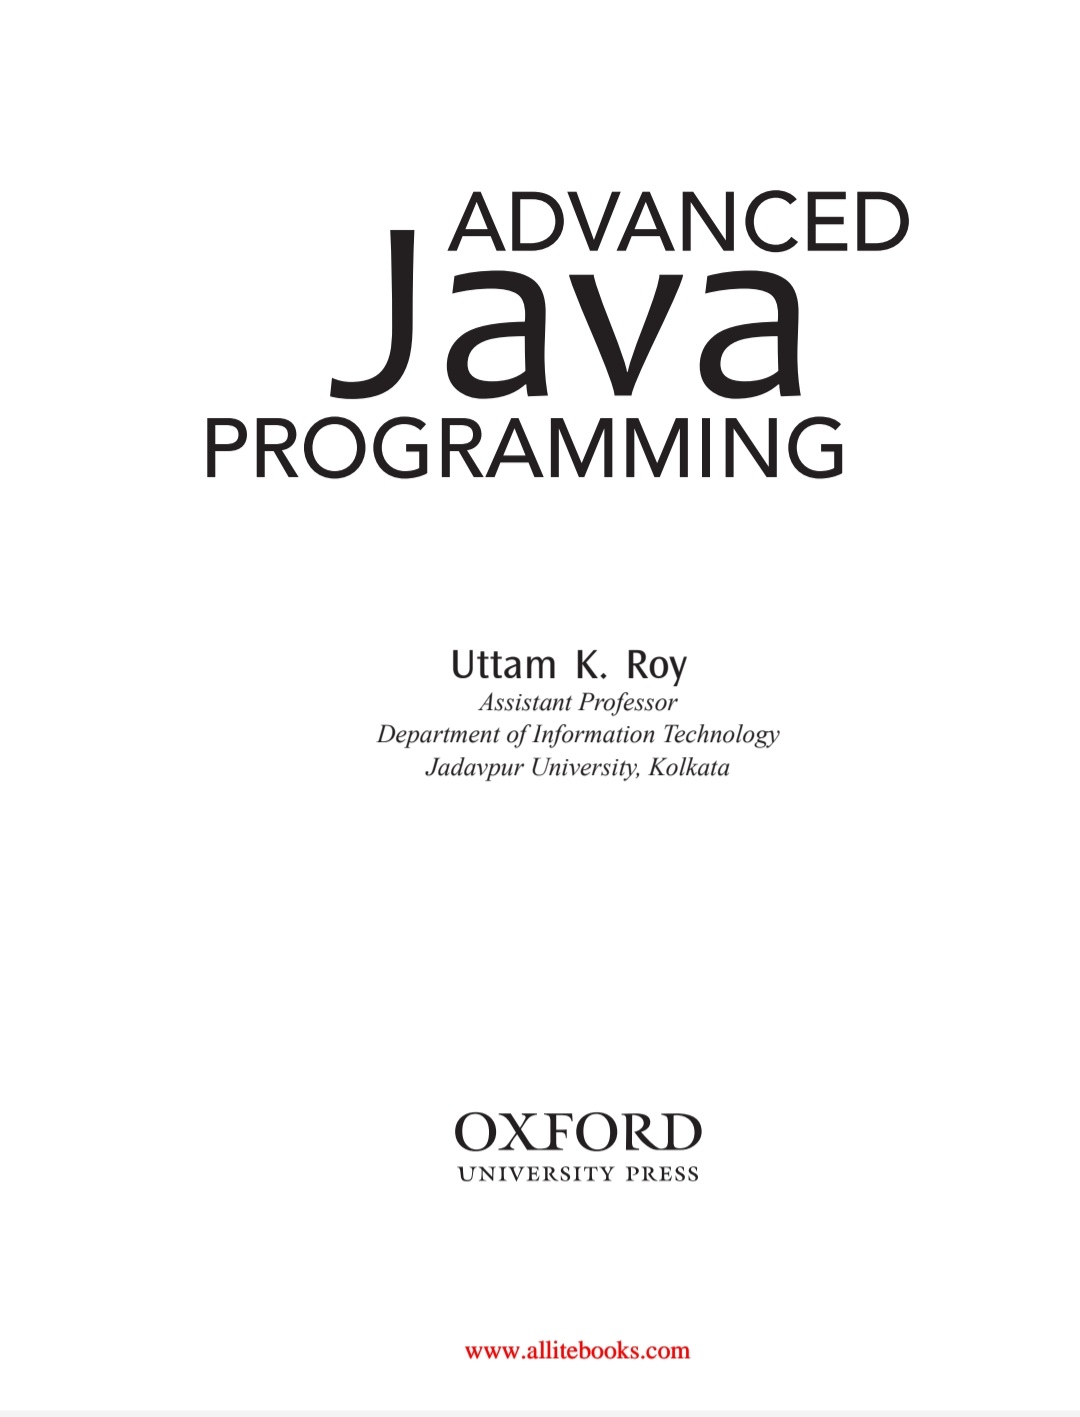 ADVANCED
Java
PROGRAMMING
Uttam K. Roy
Assistant Professor
Department of Information Technology
Jadavpur University, Kolkata
OXFORD
UNIVERSITY PRESS
www.allitebooks.com